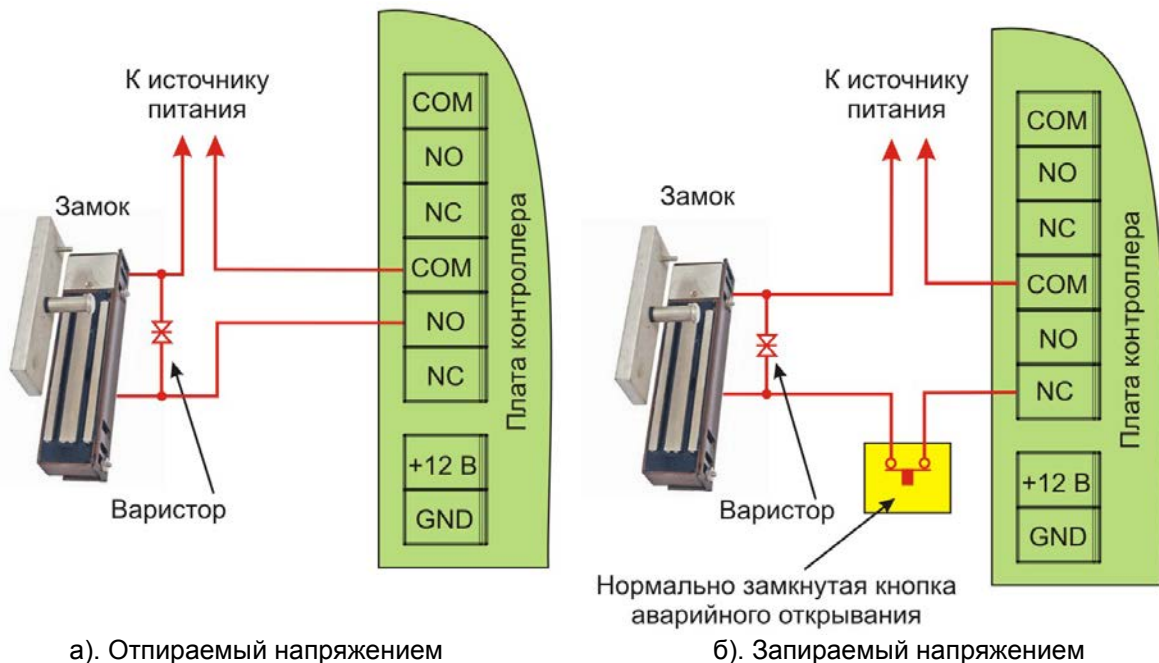 К источнику
питания
Замок
Варистор
COM
NO
NC
COM
NO
NC
+12 В
GND
Плата контроллера
а). Отпираемый напряжением
К источнику
питания
Замок
Варистор
Нормально замкнутая кнопка
аварийного открывания
COM
NO
NC
COM
NO
NC
+12 В
GND
Плата контроллера
б). Запираемый напряжением